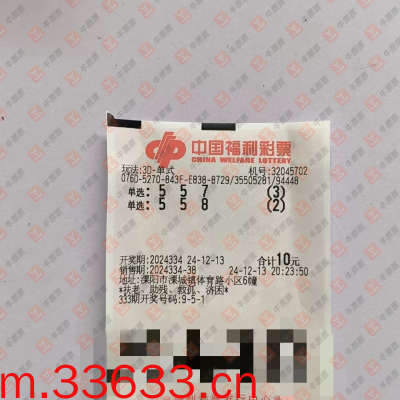 中国福利彩票
CHINA WELFARE LOTTERY
玩法:3D-单式 机号:32045702
076D-5270-843F-E838-8729/35505281/94448
单选: 5 5 7 (3)
单选: 5 5 8 (2)
开奖期:2024334 24-12-13 合计10元
销售期:2024334-38 24-12-13 20:23:50
地址:溧阳市溧城镇体育路小区6幢
*扶老、助残、救孤、济困*
333期开奖号码:9-5-1
m.33633.cn